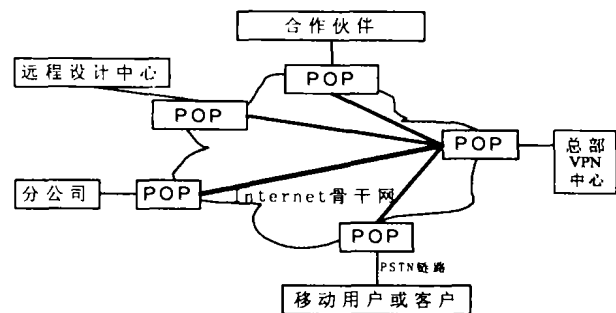 合作伙伴
远程设计中心
POP
POP
POP
总部
VPN
中心
分公司
POP
Internet骨干网
POP
PSTN链路
移动用户或客户